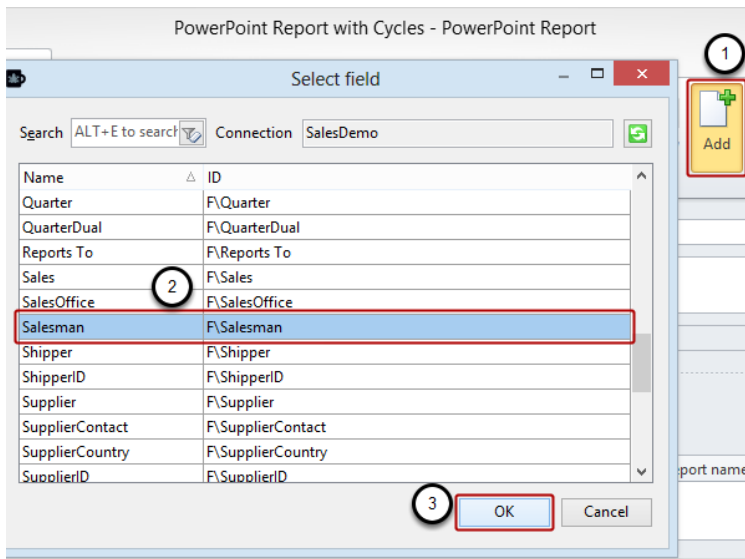 PowerPoint Report with Cycles - PowerPoint Report
1
Select field
Search ALT+E to search Connection SalesDemo
Add
Name ID
Quarter F\Quarter
QuarterDual F\QuarterDual
Reports To F\Reports To
Sales F\Sales
2
SalesOffice F\SalesOffice
Salesman F\Salesman
Shipper F\Shipper
ShipperID F\ShipperID
Supplier F\Supplier
SupplierContact F\SupplierContact
SupplierCountry F\SupplierCountry
SupplierID F\SupplierID
eport name
3
OK Cancel